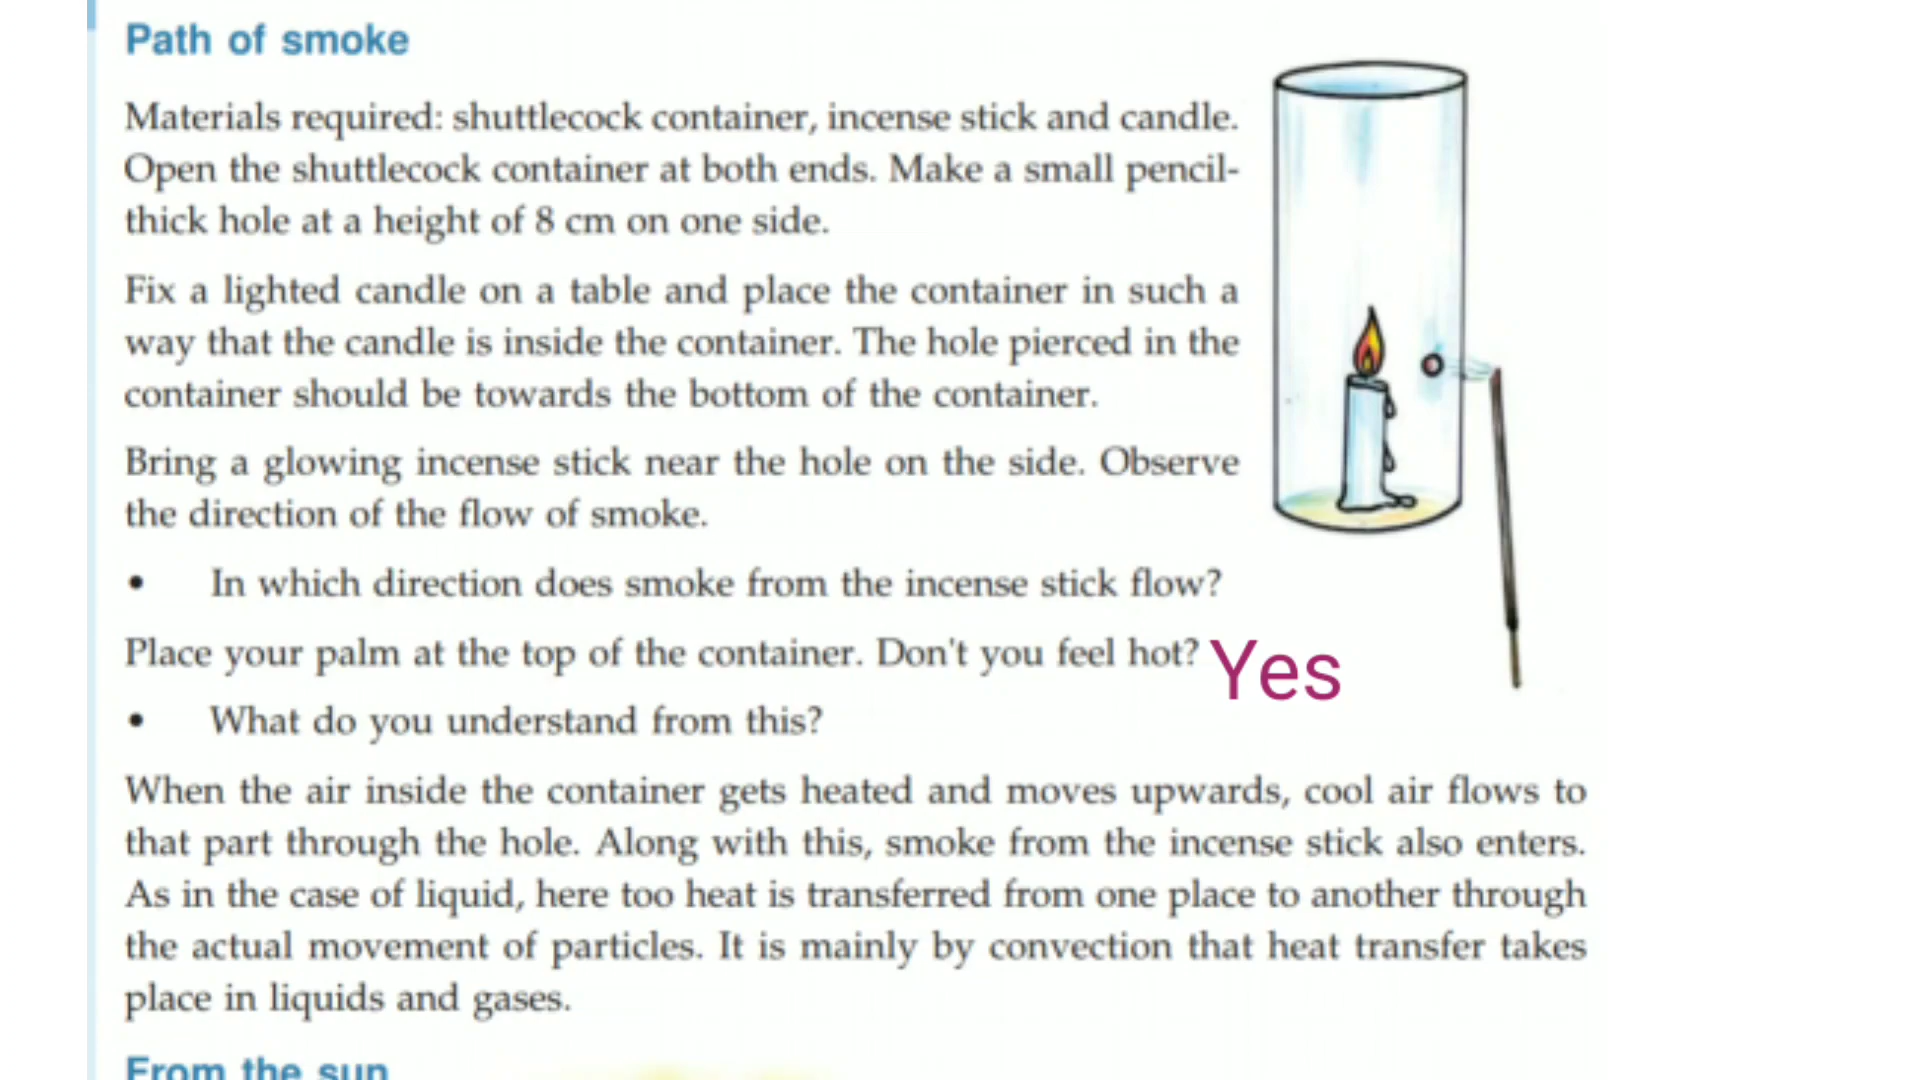 Path of smoke
Materials required: shuttlecock container, incense stick and candle.
Open the shuttlecock container at both ends. Make a small pencil-
thick hole at a height of 8 cm on one side.
Fix a lighted candle on a table and place the container in such a
way that the candle is inside the container. The hole pierced in the
container should be towards the bottom of the container.
Bring a glowing incense stick near the hole on the side. Observe
the direction of the flow of smoke.
• In which direction does smoke from the incense stick flow?
Place your palm at the top of the container. Don't you feel hot? Yes
• What do you understand from this?
When the air inside the container gets heated and moves upwards, cool air flows to
that part through the hole. Along with this, smoke from the incense stick also enters.
As in the case of liquid, here too heat is transferred from one place to another through
the actual movement of particles. It is mainly by convection that heat transfer takes
place in liquids and gases.
From the sun